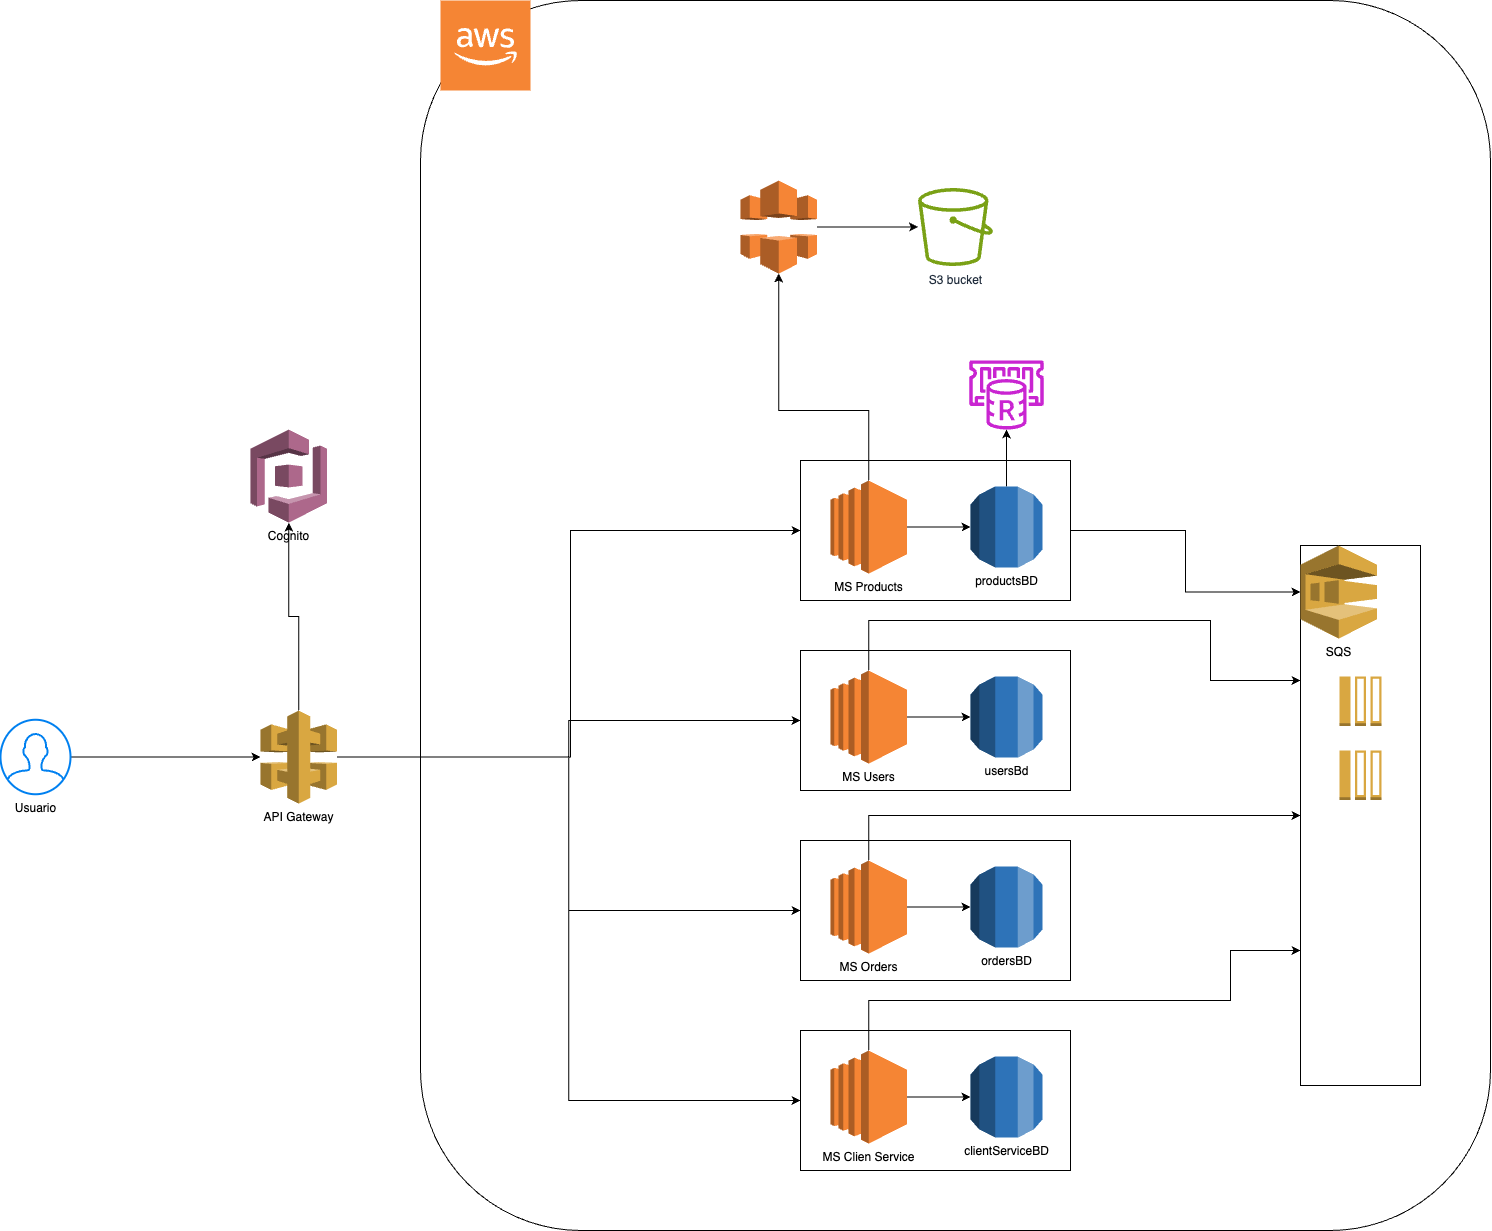 aws
S3 bucket
R
Cognito
MS Products
productsBD
SQS
MS Users
usersBd
Usuario
API Gateway
MS Orders
ordersBD
MS Clien Service
clientServiceBD